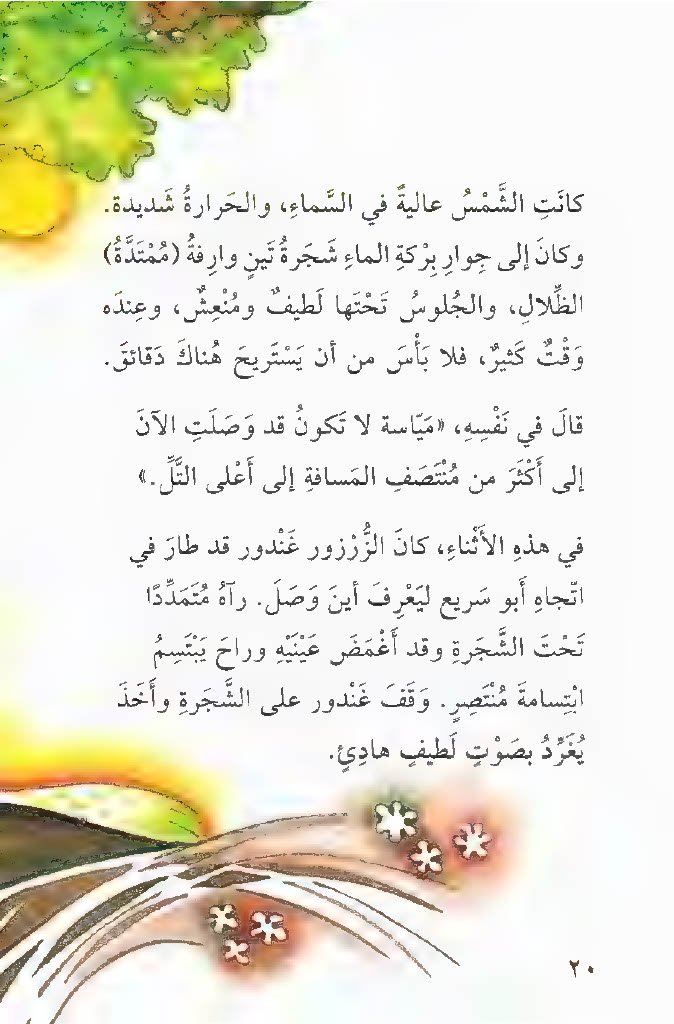 كانَتِ الشَّمْسُ عاليةً في السَّماءِ، والحَرارةُ شَديدة.
وكانَ إلى جِوارِ بِرْكةِ الماءِ شَجَرةُ تَينٍ وارِفةُ (مُمْتَدَّةُ)
الظِّلالِ، والجُلوسُ تَحْتَها لَطيفٌ ومُنْعِشٌ، وعِندَه
وَقْتٌ كَثيرٌ، فلا بَأْسَ من أن يَسْتَريحَ هُناكَ دَقائقَ.
قالَ في نَفْسِهِ، «مَيّاسة لا تَكونُ قد وَصَلَتِ الآنَ
إلى أَكْثَرَ من مُنْتَصَفِ المَسافةِ إلى أَعْلى التَّلِّ.»
في هذهِ الأَثْناءِ، كانَ الزُّرْزور غَنْدور قد طارَ في
اتّجاهِ أَبو سَريع ليَعْرِفَ أينَ وَصَلَ. رآهُ مُتَمَدِّدًا
تَحْتَ الشَّجَرةِ وقد أَغْمَضَ عَيْنَيْهِ وراحَ يَبْتَسِمُ
ابْتِسامةَ مُنْتَصِرٍ. وَقَفَ غَنْدور على الشَّجَرةِ وأَخَذَ
يُغَرِّدُ بصَوْتٍ لَطيفٍ هادِئٍ.
٢٠